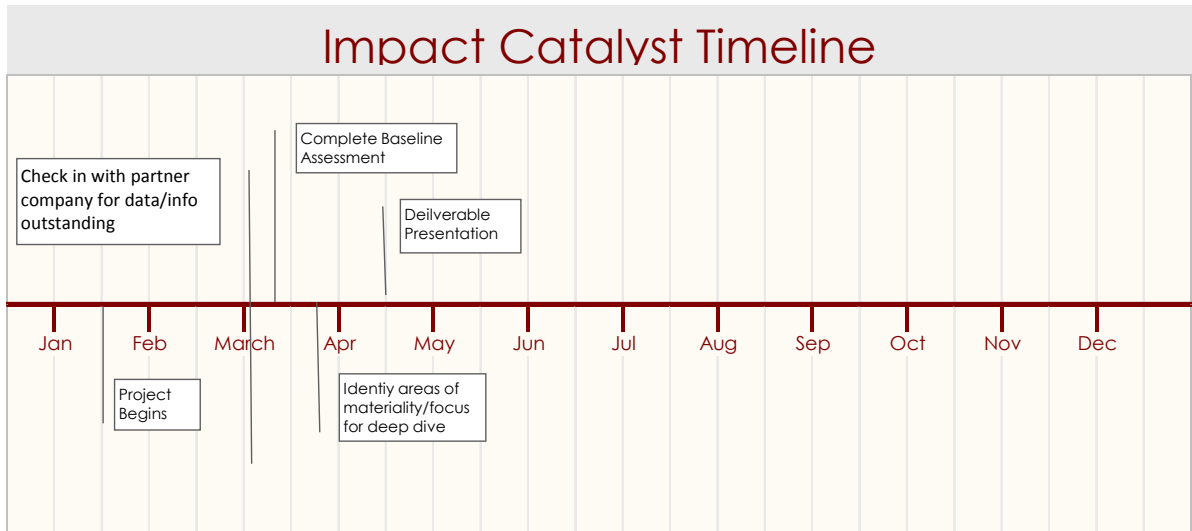 Impact Catalyst Timeline
Complete Baseline
Assessment
Check in with partner
company for data/info
outstanding
Deilverable
Presentation
Jan
Feb
March
Apr
May
Jun
Jul
Aug
Sep
Oct
Nov
Dec
Project
Begins
Identiy areas of
materiality/focus
for deep dive